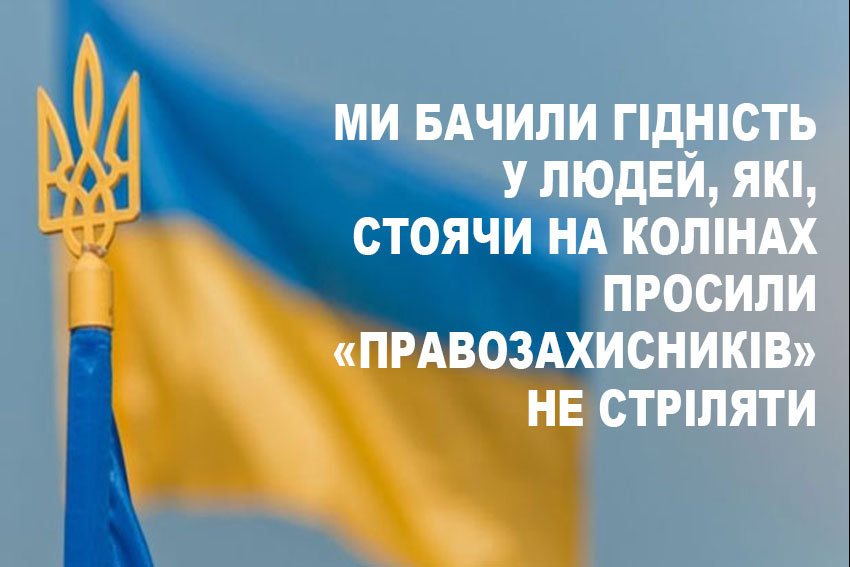 МИ БАЧИЛИ ГІДНІСТЬ
У ЛЮДЕЙ, ЯКІ,
СТОЯЧИ НА КОЛІНАХ
ПРОСИЛИ
«ПРАВОЗАХИСНИКІВ»
НЕ СТРІЛЯТИ